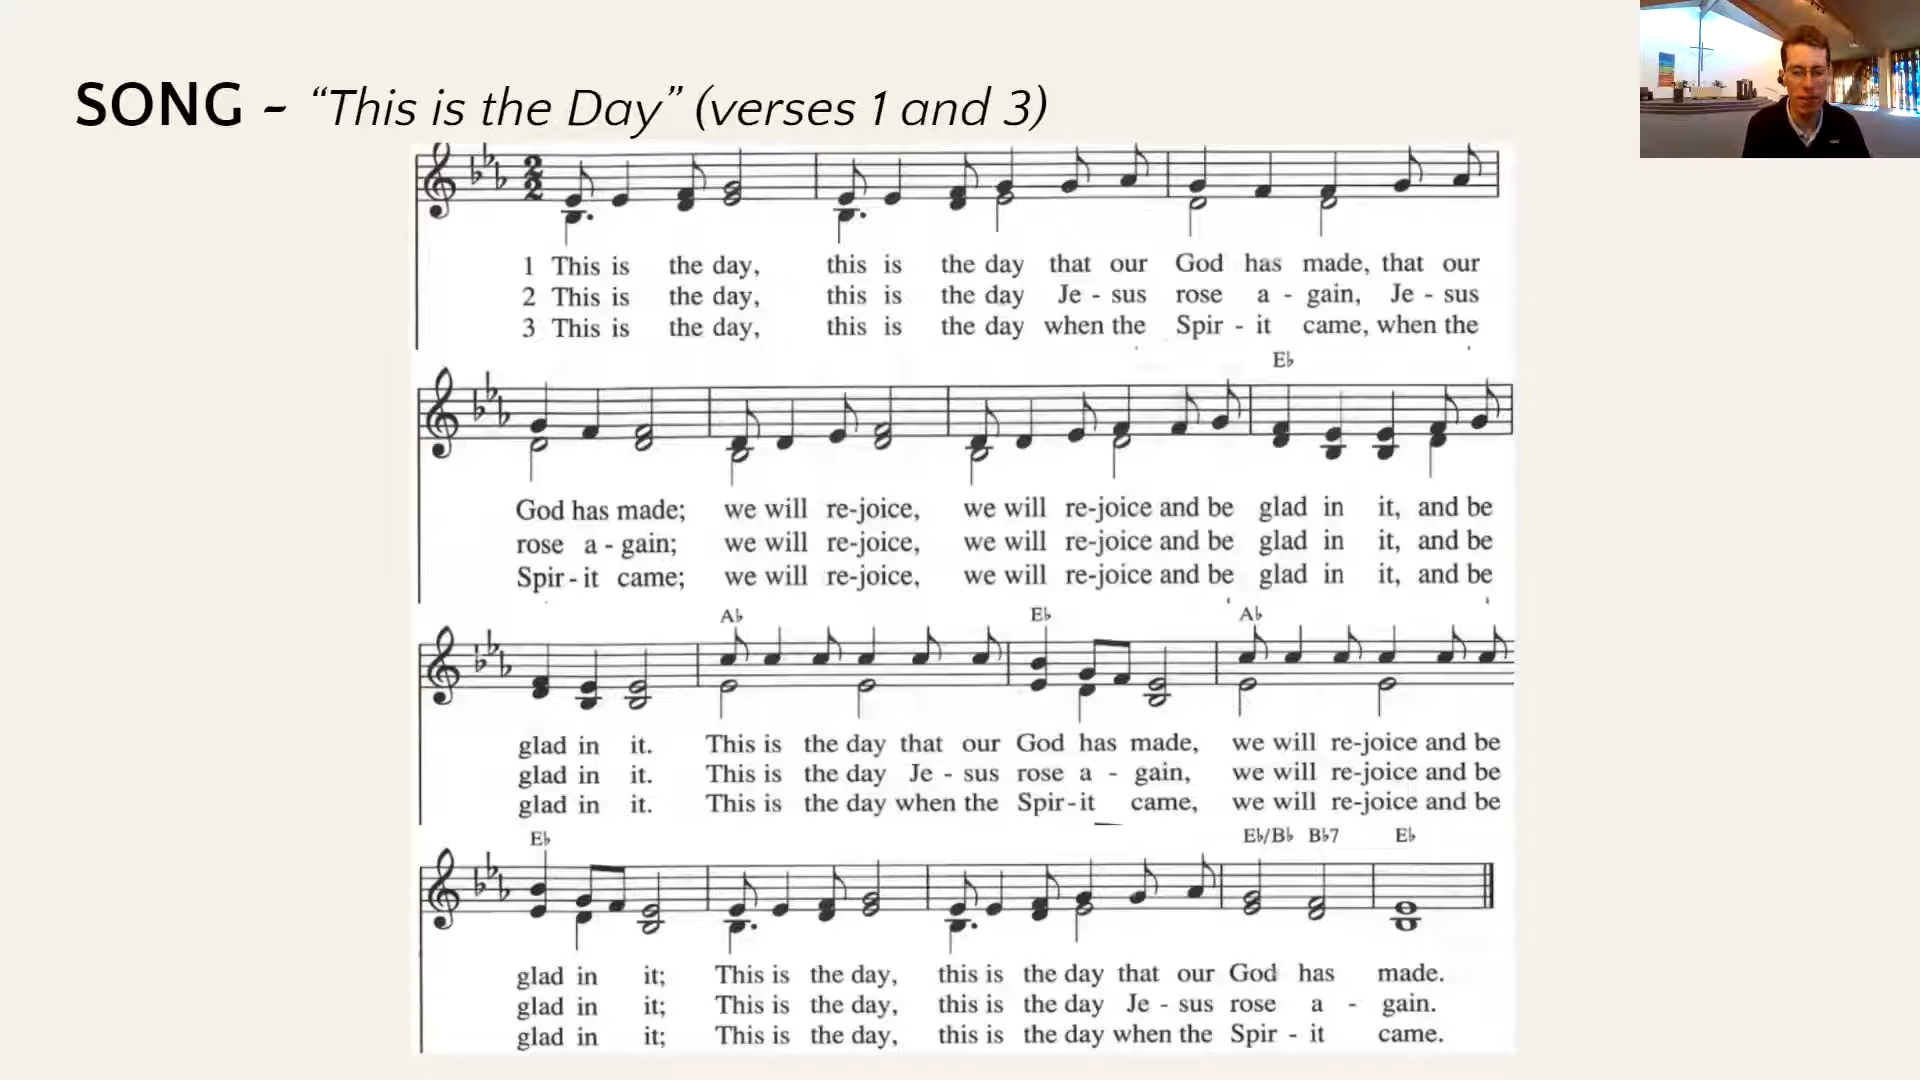 SONG ~ “This is the Day” (verses 1 and 3)
1 This is the day, this is the day that our God has made, that our
2 This is the day, this is the day Je - sus rose a - gain, Je - sus
3 This is the day, this is the day when the Spir - it came, when the
E♭
God has made; we will re-joice, we will re-joice and be glad in it, and be
rose a - gain; we will re-joice, we will re-joice and be glad in it, and be
Spir - it came; we will re-joice, we will re-joice and be glad in it, and be
A♭ E♭ A♭
glad in it. This is the day that our God has made, we will re-joice and be
glad in it. This is the day Je - sus rose a - gain, we will re-joice and be
glad in it. This is the day when the Spir-it came, we will re-joice and be
E♭ E♭/B♭ B♭7 E♭
glad in it; This is the day, this is the day that our God has made.
glad in it; This is the day, this is the day Je - sus rose a - gain.
glad in it; This is the day, this is the day when the Spir - it came.